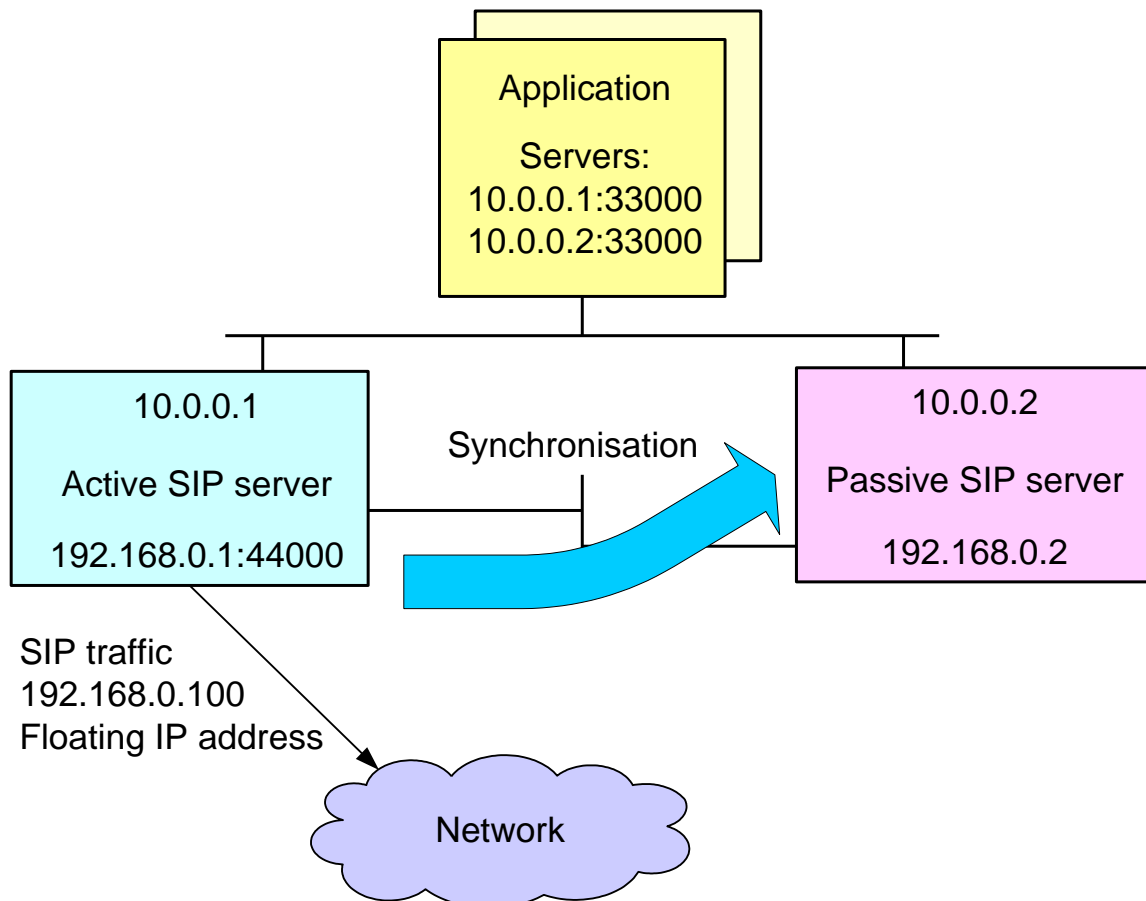 Application
Servers:
10.0.0.1:33000
10.0.0.2:33000
10.0.0.1
Active SIP server
192.168.0.1:44000
Synchronisation
10.0.0.2
Passive SIP server
192.168.0.2
SIP traffic
192.168.0.100
Floating IP address
Network